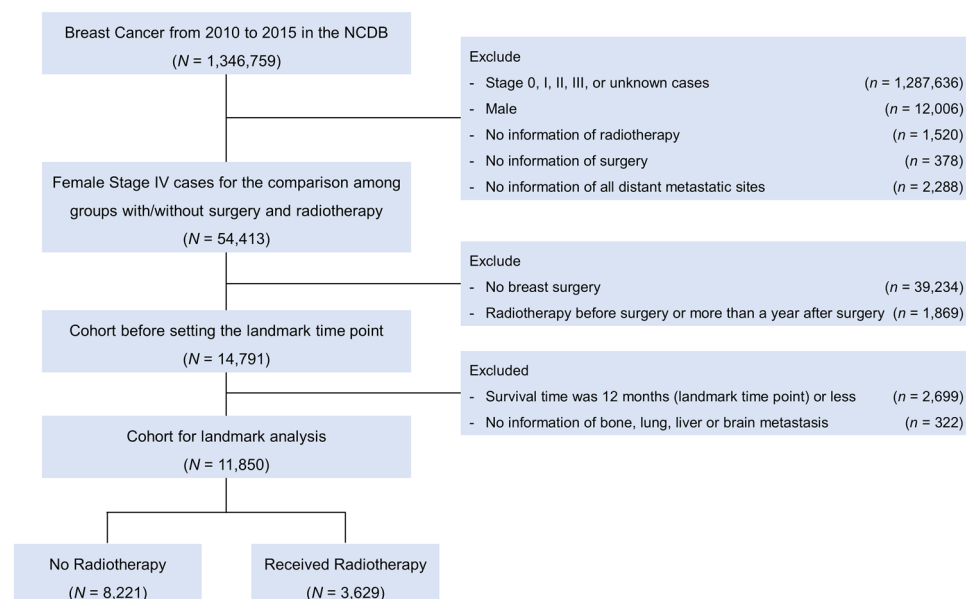 Breast Cancer from 2010 to 2015 in the NCDB
(N = 1,346,759)
Exclude
- Stage 0, I, II, III, or unknown cases (n = 1,287,636)
- Male (n = 12,006)
- No information of radiotherapy (n = 1,520)
- No information of surgery (n = 378)
- No information of all distant metastatic sites (n = 2,288)
Female Stage IV cases for the comparison among
groups with/without surgery and radiotherapy
(N = 54,413)
Exclude
- No breast surgery (n = 39,234)
- Radiotherapy before surgery or more than a year after surgery (n = 1,869)
Cohort before setting the landmark time point
(N = 14,791)
Excluded
- Survival time was 12 months (landmark time point) or less (n = 2,699)
- No information of bone, lung, liver or brain metastasis (n = 322)
Cohort for landmark analysis
(N = 11,850)
No Radiotherapy
(N = 8,221)
Received Radiotherapy
(N = 3,629)